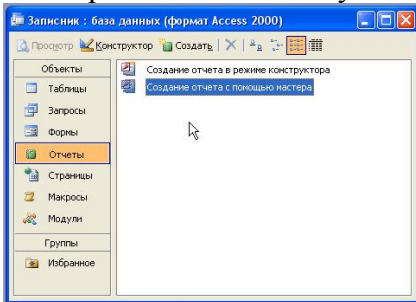 Записник : база данных (формат Access 2000)
Просмотр Конструктор Создать
Объекты
Таблицы
Запросы
Формы
Отчеты
Страницы
Макросы
Модули
Группы
Избранное
Создание отчета в режиме конструктора
Создание отчета с помощью мастера